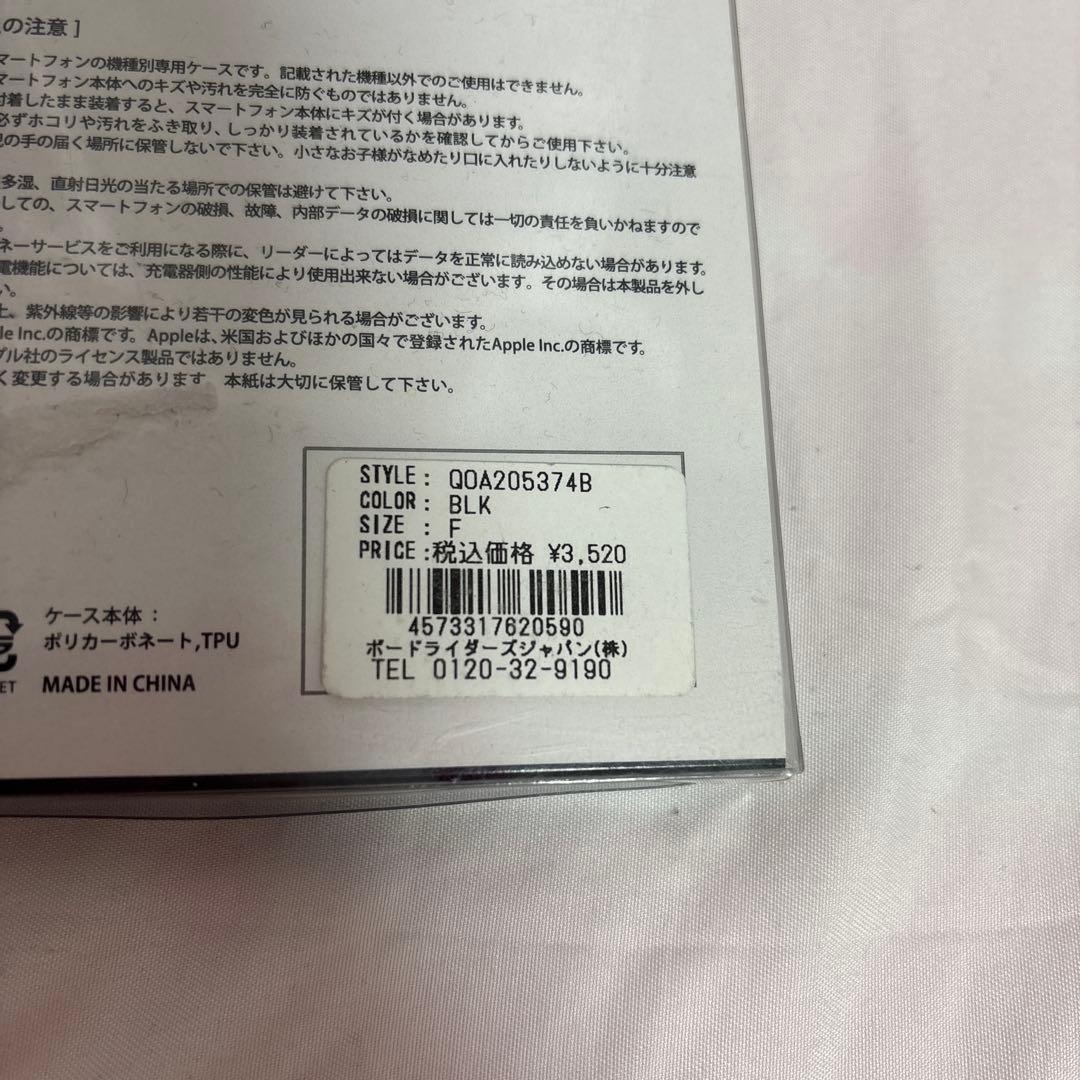 の注意 ]
マートフォンの機種別専用ケースです。記載された機種以外でのご使用はできません。
マートフォン本体へのキズや汚れを完全に防ぐものではありません。
付着したまま装着すると、スマートフォン本体にキズが付く場合があります。
必ずホコリや汚れをふき取り、しっかり装着されているかを確認してからご使用下さい。
の手の届く場所に保管しないで下さい。小さなお子様がなめたり口に入れたりしないように十分注意
多湿、直射日光の当たる場所での保管は避けて下さい。
しての、スマートフォンの破損、故障、内部データの破損に関しては一切の責任を負いかねますので
。
ネーサービスをご利用になる際に、リーダーによってはデータを正常に読み込めない場合があります。
電機能については、充電器側の性能により使用出来ない場合がございます。その場合は本製品を外し
い。
上、紫外線等の影響により若干の変色が見られる場合がございます。
le Inc.の商標です。Appleは、米国およびほかの国々で登録されたApple Inc.の商標です。
プル社のライセンス製品ではありません。
く変更する場合があります。本紙は大切に保管して下さい。
STYLE : QOA205374B
COLOR : BLK
SIZE : F
PRICE :税込価格 ¥3,520
4573317620590
ボードライダーズジャパン(株)
TEL 0120-32-9190
ケース本体：
ポリカーボネート,TPU
ET
MADE IN CHINA